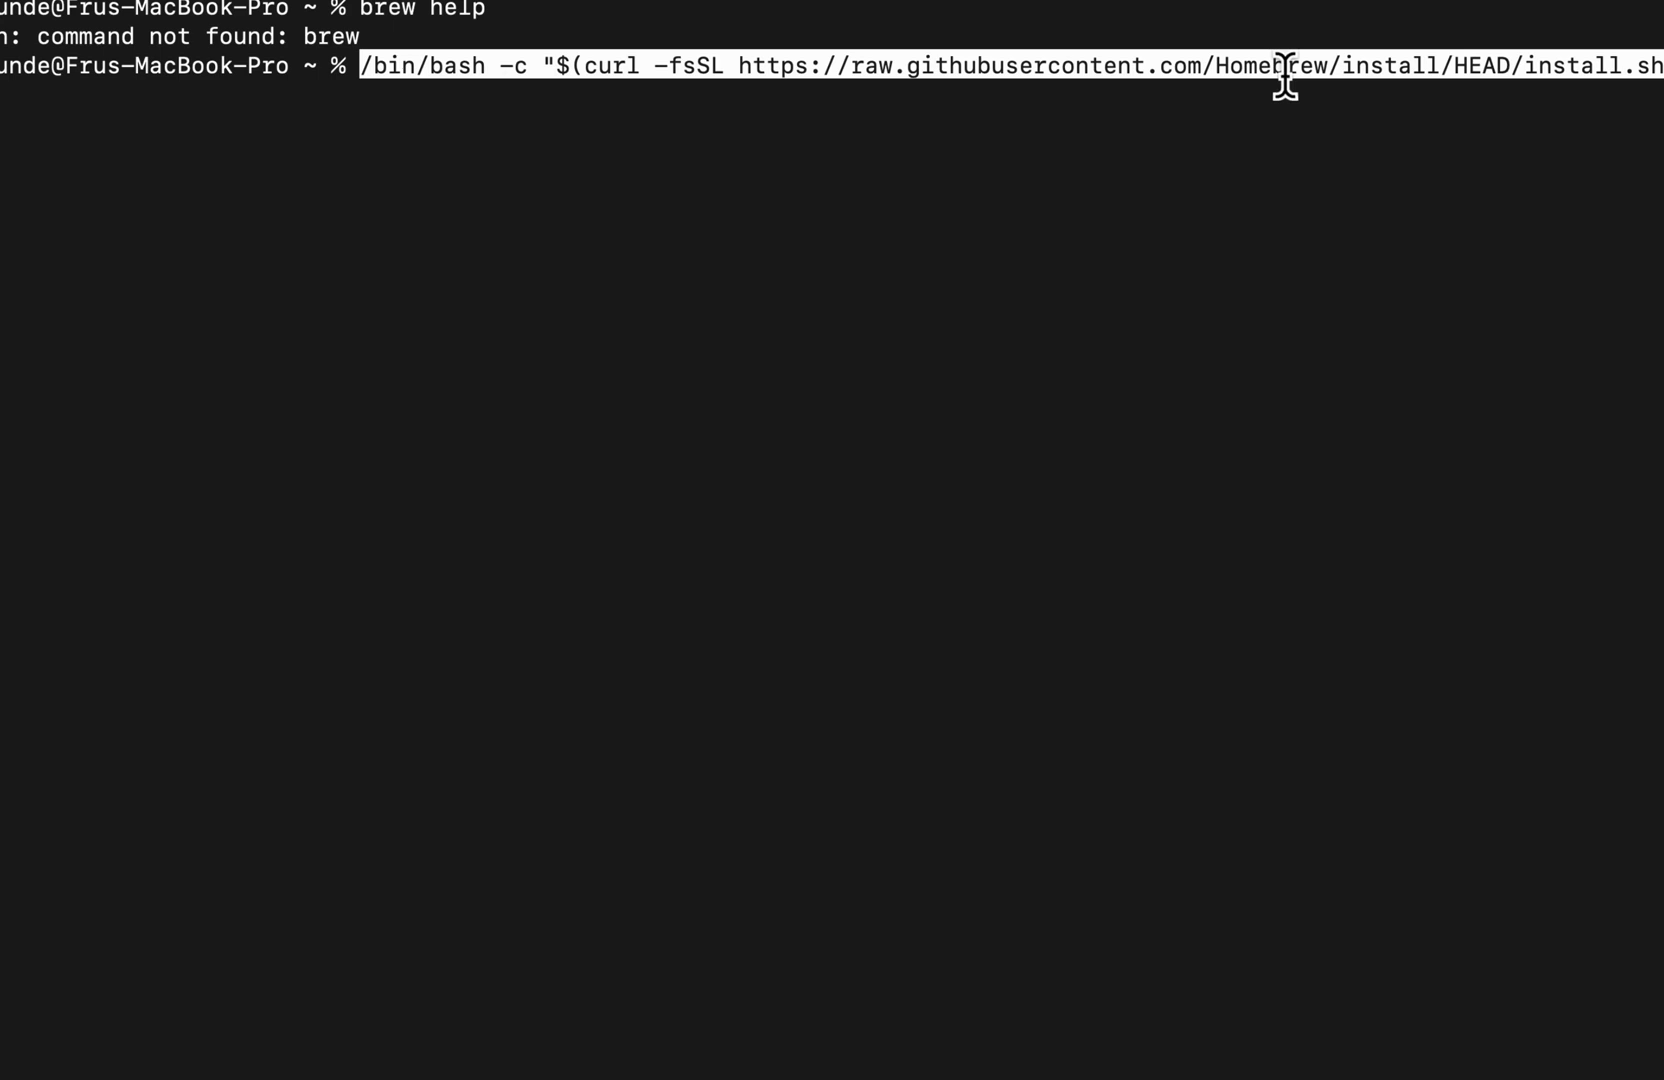 unde@Frus-MacBook-Pro ~ % brew help
: command not found: brew
unde@Frus-MacBook-Pro ~ % /bin/bash -c "$(curl -fsSL https://raw.githubusercontent.com/Homebrew/install/HEAD/install.sh